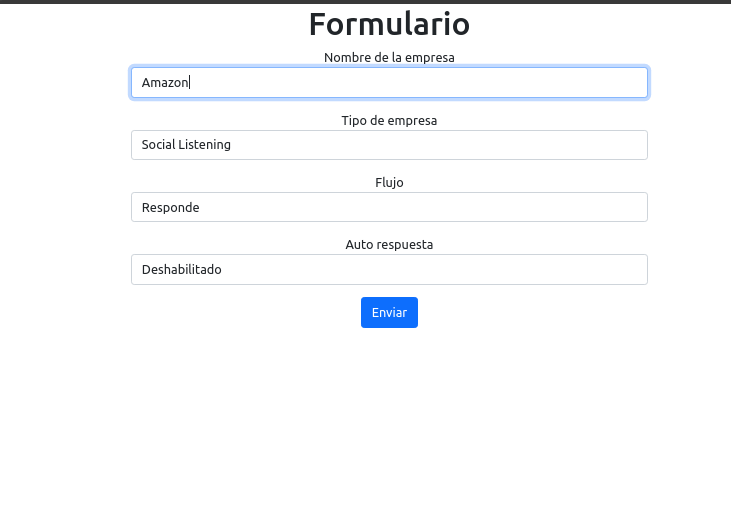 Formulario
Nombre de la empresa
Amazon
Tipo de empresa
Social Listening
Flujo
Responde
Auto respuesta
Deshabilitado
Enviar